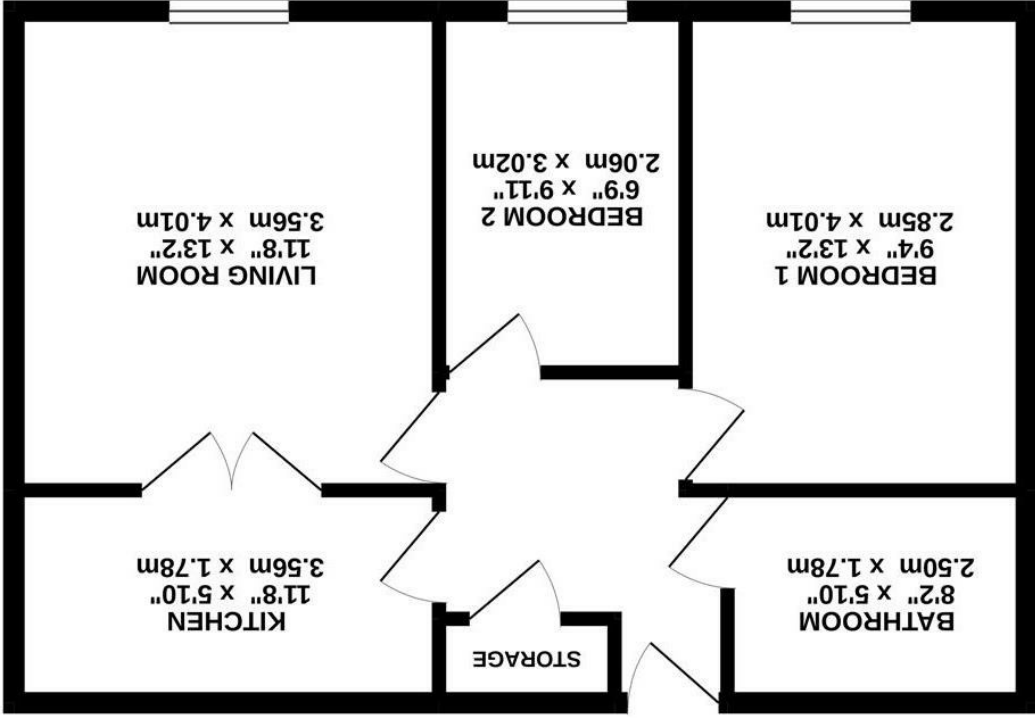 BATHROOM
8'2" x 5'10"
2.50m x 1.78m
STORAGE
KITCHEN
11'8" x 5'10"
3.56m x 1.78m
BEDROOM 1
9'4" x 13'2"
2.85m x 4.01m
BEDROOM 2
6'9" x 9'11"
2.06m x 3.02m
LIVING ROOM
11'8" x 13'2"
3.56m x 4.01m